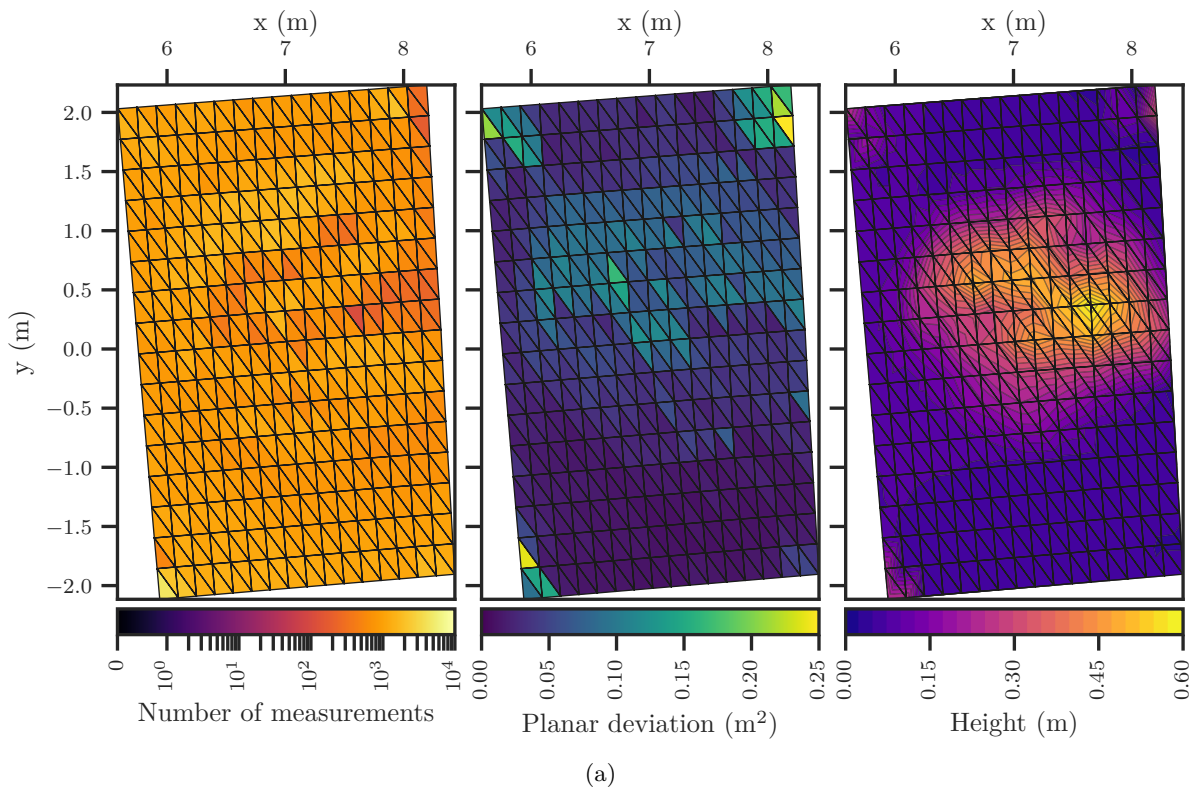 x (m) x (m) x (m)
6 7 8 6 7 8 6 7 8
2.0
1.5
1.0
0.5
0.0
−0.5
−1.0
−1.5
−2.0
y (m)
0 10⁰ 10¹ 10² 10³ 10⁴
Number of measurements
0.00 0.05 0.10 0.15 0.20 0.25
Planar deviation (m²)
0.00 0.15 0.30 0.45 0.60
Height (m)
(a)